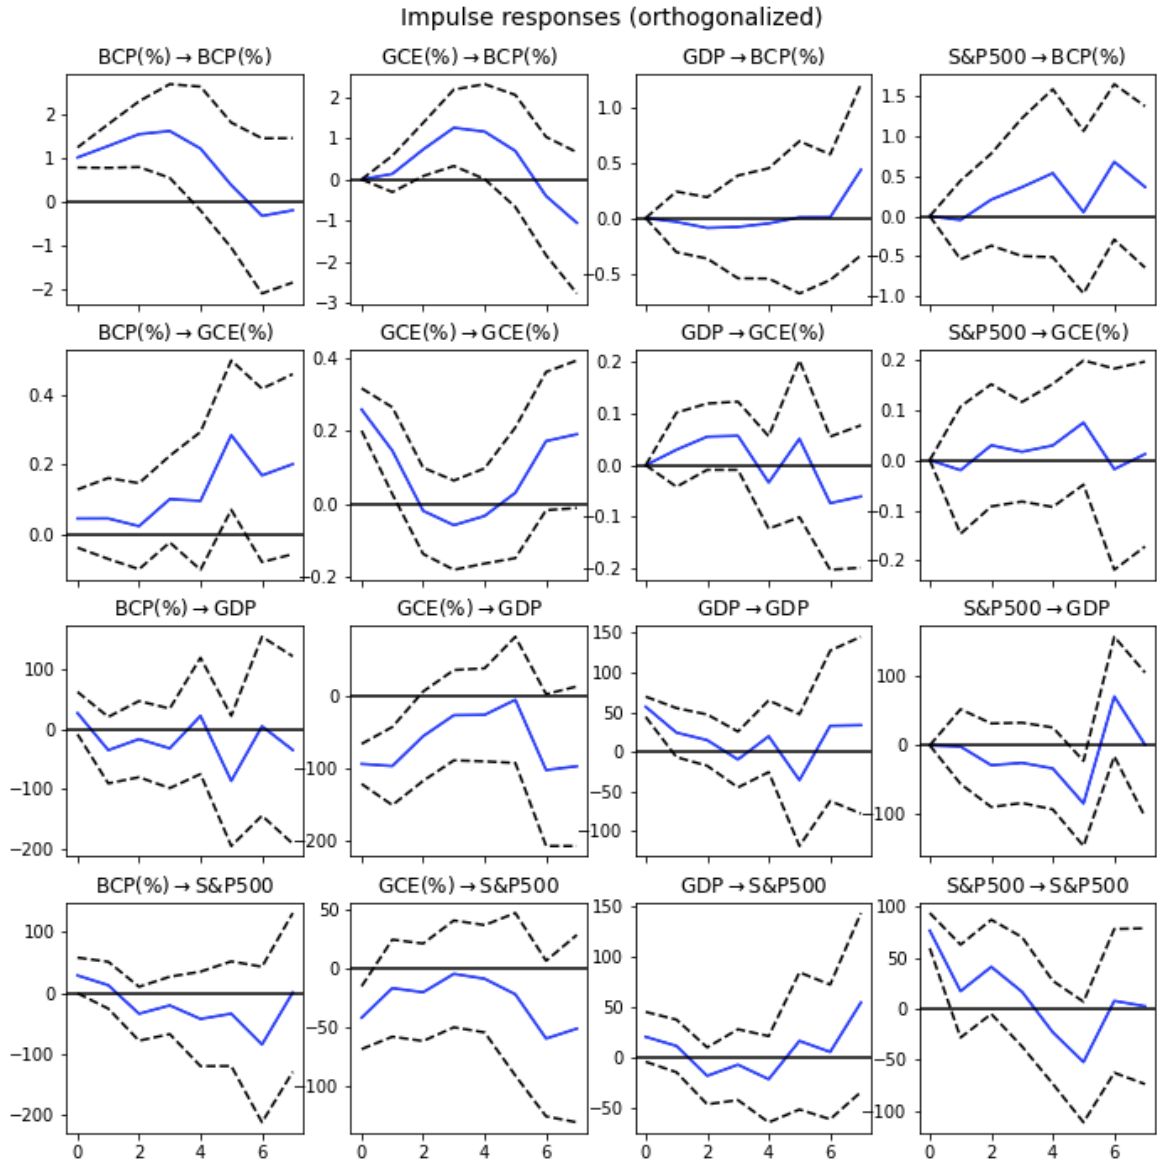 Impulse responses (orthogonalized)
BCP(%)→BCP(%) GCE(%)→BCP(%) GDP→BCP(%) S&P500→BCP(%)
2 1 0 −1 −2
2 1 0 −1 −2 −3
1.0 0.5 0.0 −0.5
1.5 1.0 0.5 0.0 −0.5 −1.0
BCP(%)→GCE(%) GCE(%)→GCE(%) GDP→GCE(%) S&P500→GCE(%)
0.4 0.2 0.0
0.4 0.2 0.0 −0.2
0.2 0.1 0.0 −0.1 −0.2
0.2 0.1 0.0 −0.1 −0.2
BCP(%)→GDP GCE(%)→GDP GDP→GDP S&P500→GDP
100 0 −100 −200
0 −100 −200
150 100 50 0 −50 −100
100 0 −100
BCP(%)→S&P500 GCE(%)→S&P500 GDP→S&P500 S&P500→S&P500
100 0 −100 −200
50 0 −50 −100
150 100 50 0 −50
100 50 0 −50 −100
0 2 4 6 0 2 4 6 0 2 4 6 0 2 4 6